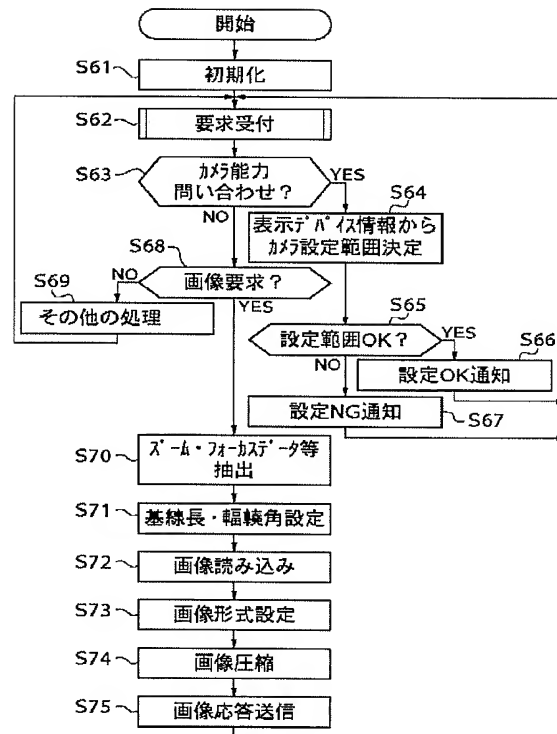 開始
S61
初期化
S62
要求受付
S63
カメラ能力
問い合わせ?
YES
NO
S64
表示デバイス情報から
カメラ設定範囲決定
S68
画像要求?
NO
YES
S69
その他の処理
S65
設定範囲OK?
YES
NO
S66
設定OK通知
設定NG通知
S67
S70
ズーム・フォーカスデータ等
抽出
S71
基線長・輻輳角設定
S72
画像読み込み
S73
画像形式設定
S74
画像圧縮
S75
画像応答送信